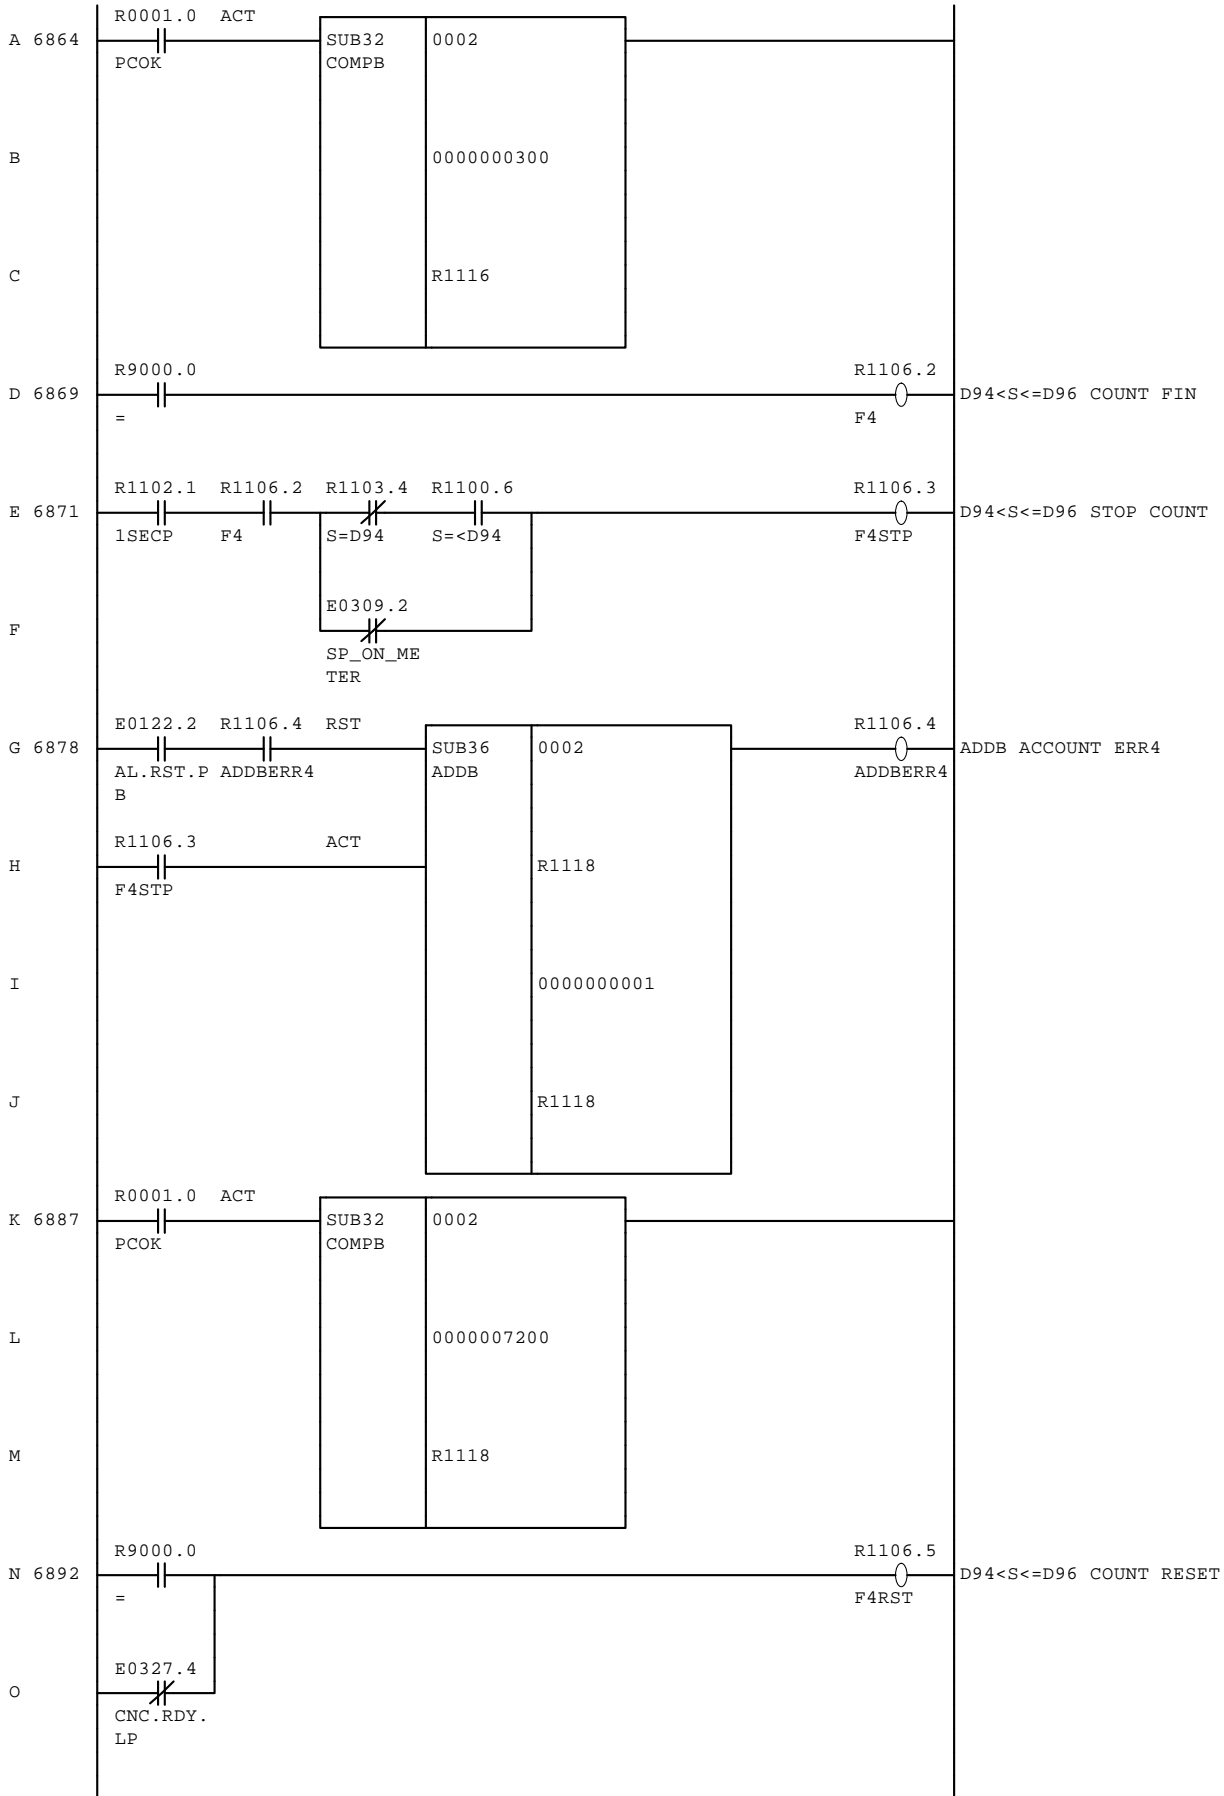 R0001.0 ACT
A 6864 SUB32 0002
PCOK COMPB
B 0000000300
C R1116
R9000.0 R1106.2
D 6869 D94<S<=D96 COUNT FIN
= F4
R1102.1 R1106.2 R1103.4 R1100.6 R1106.3
E 6871 D94<S<=D96 STOP COUNT
1SECP F4 S=D94 S=<D94 F4STP
E0309.2
F
SP_ON_ME
TER
E0122.2 R1106.4 RST R1106.4
G 6878 SUB36 0002 ADDB ACCOUNT ERR4
AL.RST.P ADDBERR4 ADDB ADDBERR4
B
R1106.3 ACT
H R1118
F4STP
I 0000000001
J R1118
R0001.0 ACT
K 6887 SUB32 0002
PCOK COMPB
L 0000007200
M R1118
R9000.0 R1106.5
N 6892 D94<S<=D96 COUNT RESET
= F4RST
E0327.4
O
CNC.RDY.
LP